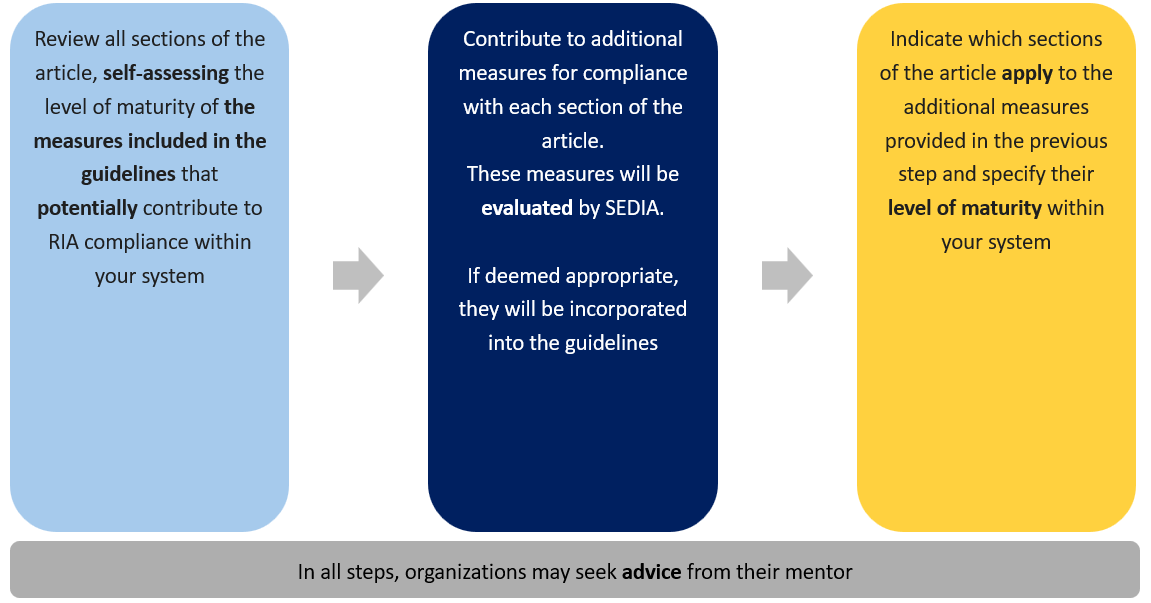 Review all sections of the
article, self-assessing the
level of maturity of the
measures included in the
guidelines that
potentially contribute to
RIA compliance within
your system
Contribute to additional
measures for compliance
with each section of the
article.
These measures will be
evaluated by SEDIA.
If deemed appropriate,
they will be incorporated
into the guidelines
Indicate which sections
of the article apply to the
additional measures
provided in the previous
step and specify their
level of maturity within
your system
In all steps, organizations may seek advice from their mentor